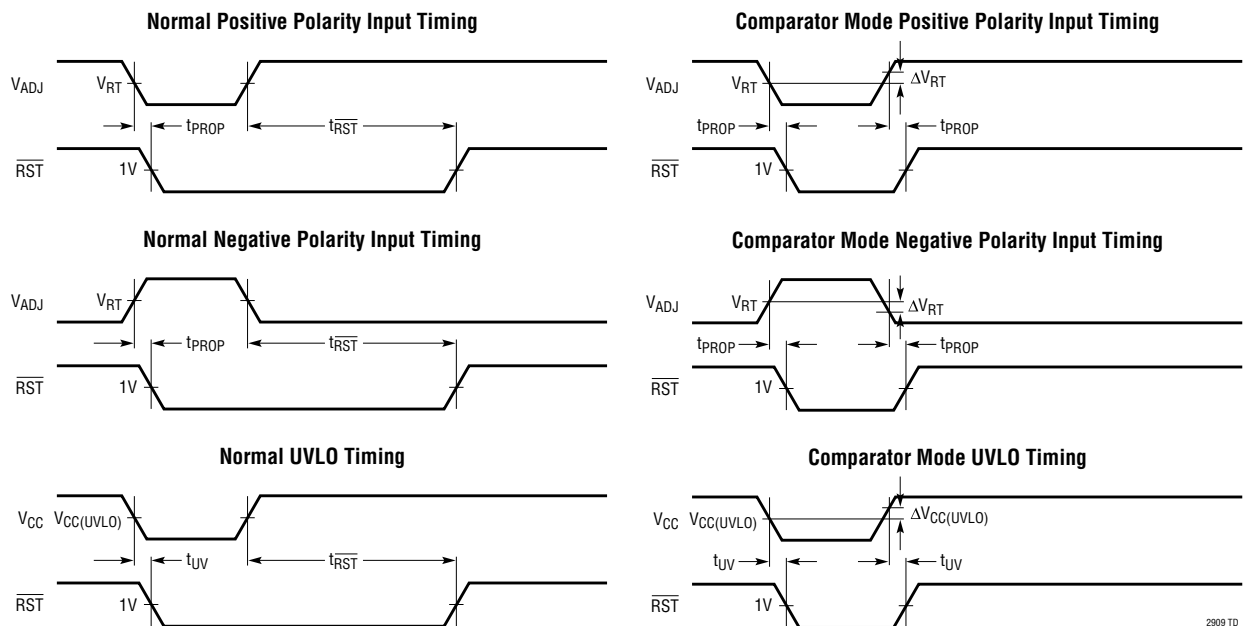 Normal Positive Polarity Input Timing
VADJ
VRT
tPROP
tRST
RST
1V
Comparator Mode Positive Polarity Input Timing
VADJ
VRT
ΔVRT
tPROP
tPROP
RST
1V
Normal Negative Polarity Input Timing
VADJ
VRT
tPROP
tRST
RST
1V
Comparator Mode Negative Polarity Input Timing
VADJ
VRT
ΔVRT
tPROP
tPROP
RST
1V
Normal UVLO Timing
VCC
VCC(UVLO)
tUV
tRST
RST
1V
Comparator Mode UVLO Timing
VCC
VCC(UVLO)
ΔVCC(UVLO)
tUV
tUV
RST
1V
2909 TD